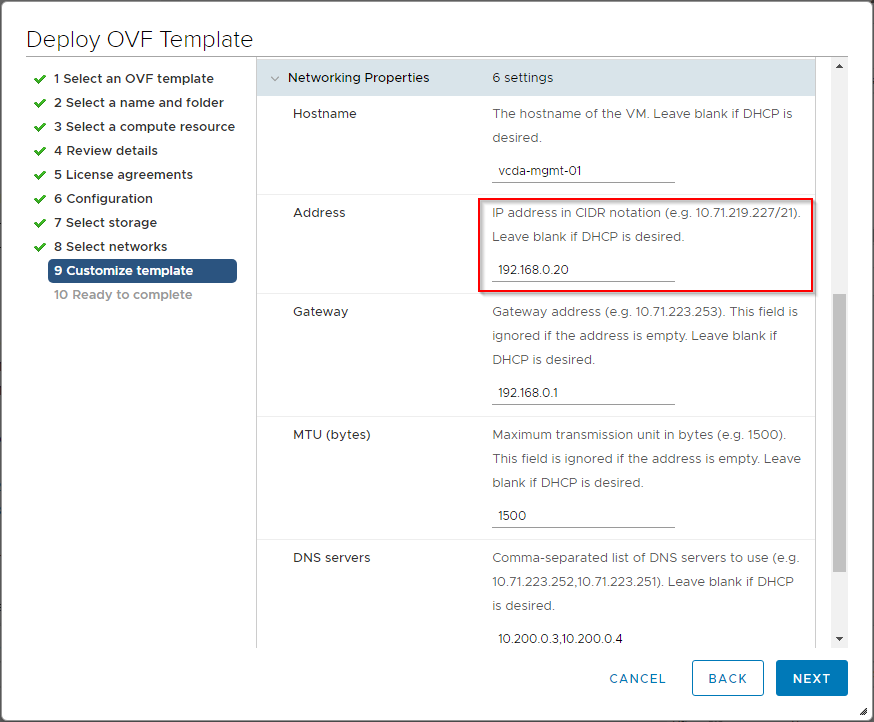 Deploy OVF Template
1 Select an OVF template
2 Select a name and folder
3 Select a compute resource
4 Review details
5 License agreements
6 Configuration
7 Select storage
8 Select networks
9 Customize template
10 Ready to complete
Networking Properties 6 settings
Hostname
The hostname of the VM. Leave blank if DHCP is
desired.
vcda-mgmt-01
Address
IP address in CIDR notation (e.g. 10.71.219.227/21).
Leave blank if DHCP is desired.
192.168.0.20
Gateway
Gateway address (e.g. 10.71.223.253). This field is
ignored if the address is empty. Leave blank if
DHCP is desired.
192.168.0.1
MTU (bytes)
Maximum transmission unit in bytes (e.g. 1500).
This field is ignored if the address is empty. Leave
blank if DHCP is desired.
1500
DNS servers
Comma-separated list of DNS servers to use (e.g.
10.71.223.252,10.71.223.251). Leave blank if DHCP
is desired.
10.200.0.3,10.200.0.4
CANCEL
BACK
NEXT